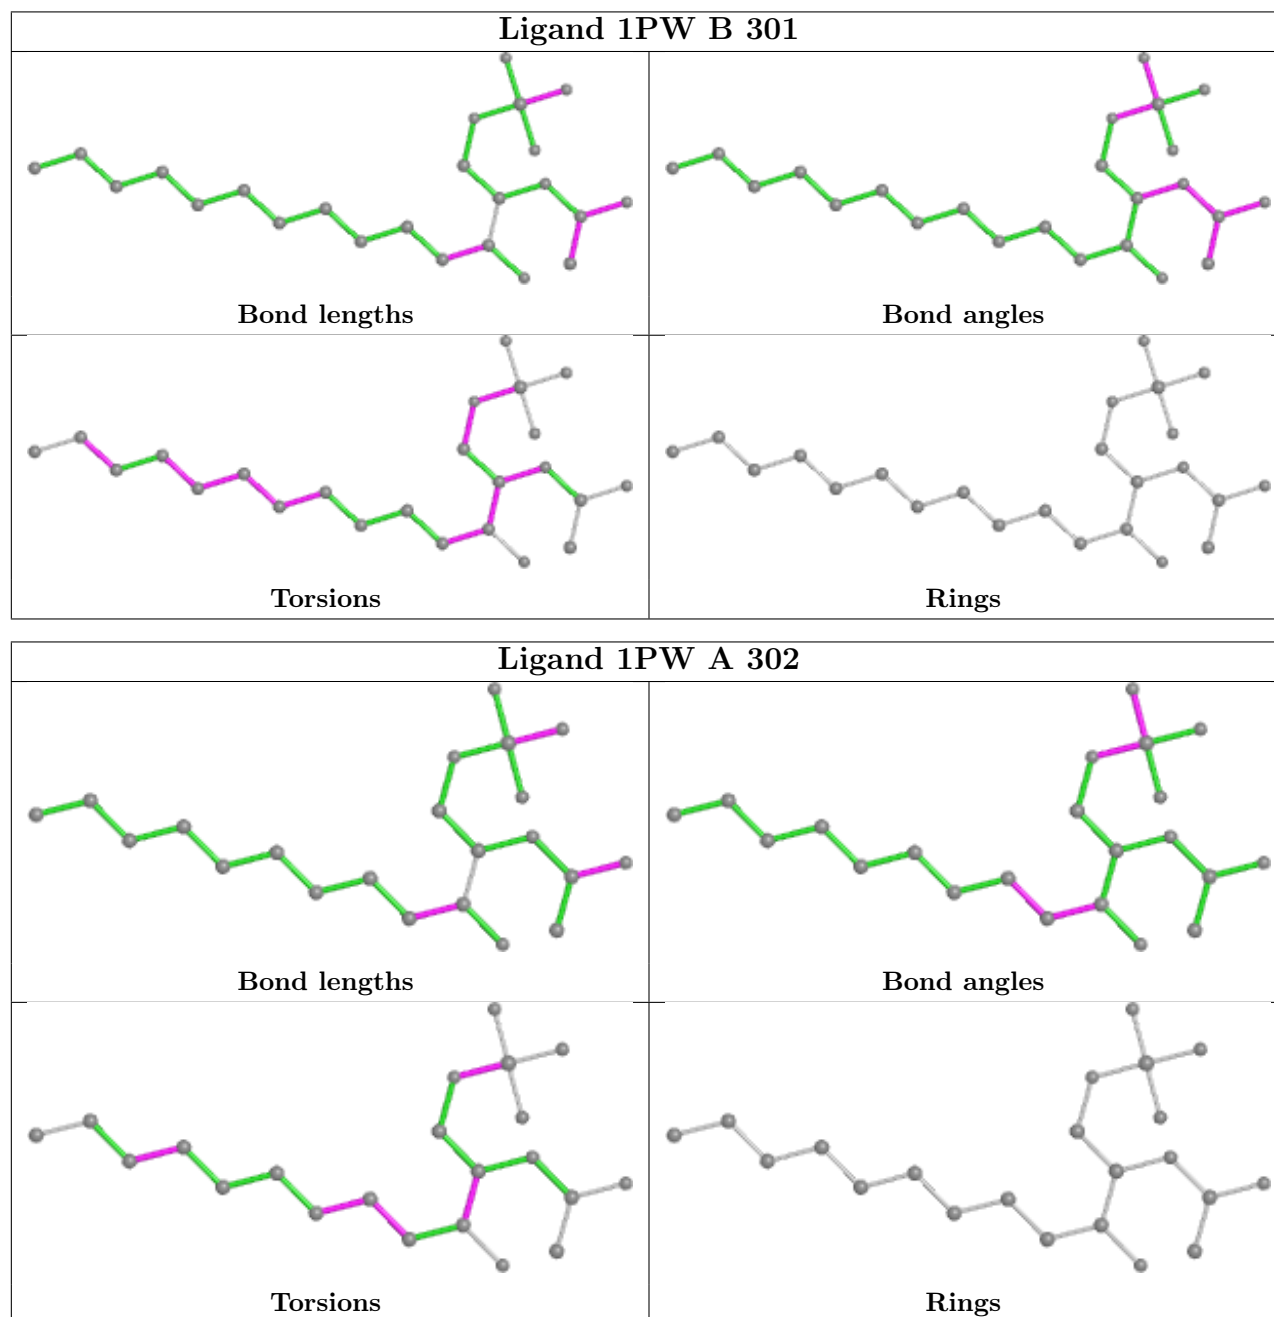 Ligand 1PW B 301
Bond lengths
Bond angles
Torsions
Rings
Ligand 1PW A 302
Bond lengths
Bond angles
Torsions
Rings